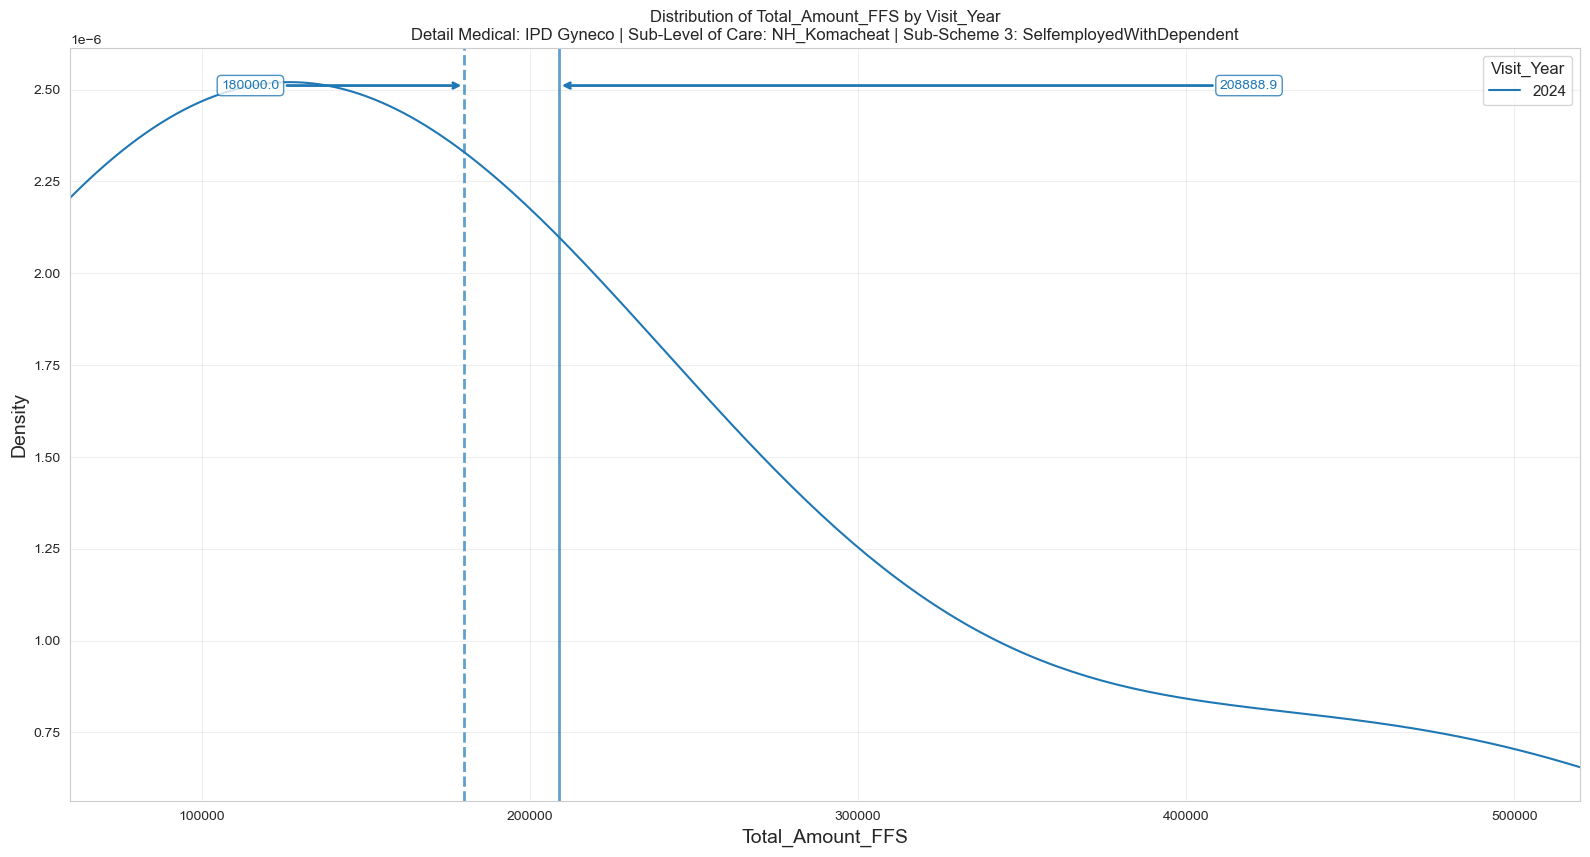 Distribution of Total_Amount_FFS by Visit_Year
Detail Medical: IPD Gyneco | Sub-Level of Care: NH_Komacheat | Sub-Scheme 3: SelfemployedWithDependent
1e−6
180000.0
208888.9
Visit_Year
2024
2.50
2.25
2.00
1.75
1.50
1.25
1.00
0.75
Density
100000
200000
300000
400000
500000
Total_Amount_FFS